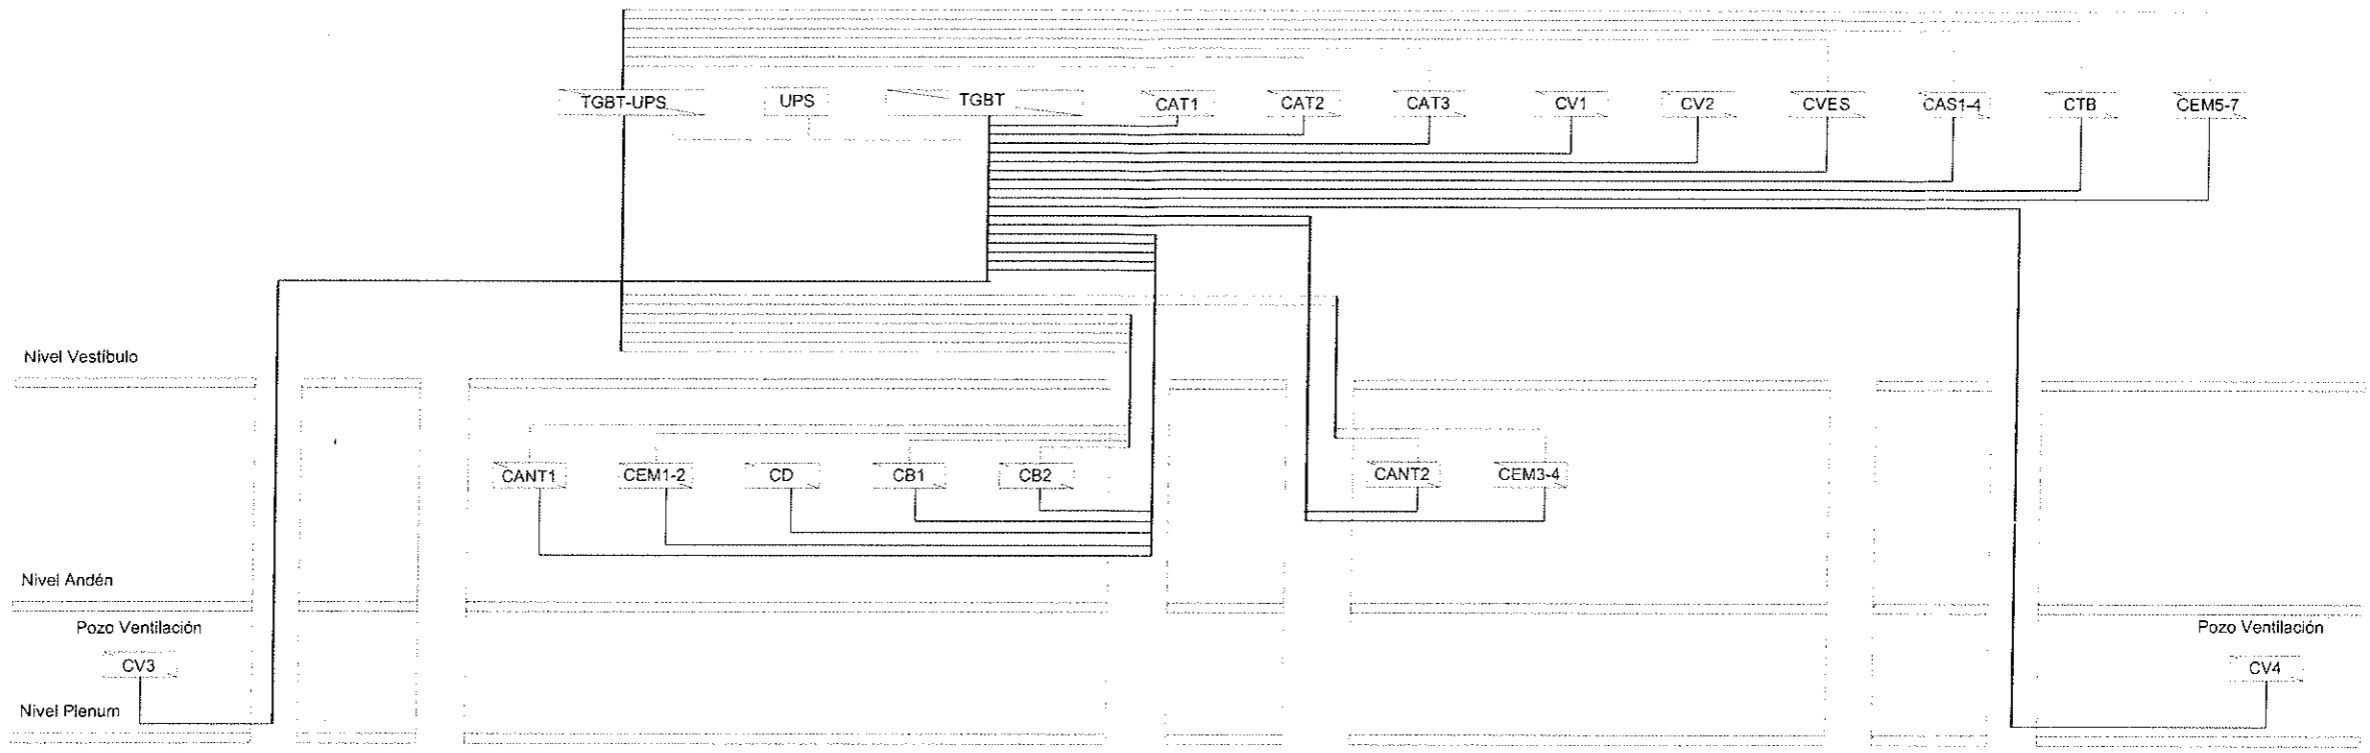 TGBT-UPS UPS TGBT CAT1 CAT2 CAT3 CV1 CV2 CVES CAS1-4 CTB CEM5-7
Nivel Vestíbulo
CANT1 CEM1-2 CD CB1 CB2 CANT2 CEM3-4
Nivel Andén
Pozo Ventilación Pozo Ventilación
CV3 CV4
Nivel Plenum